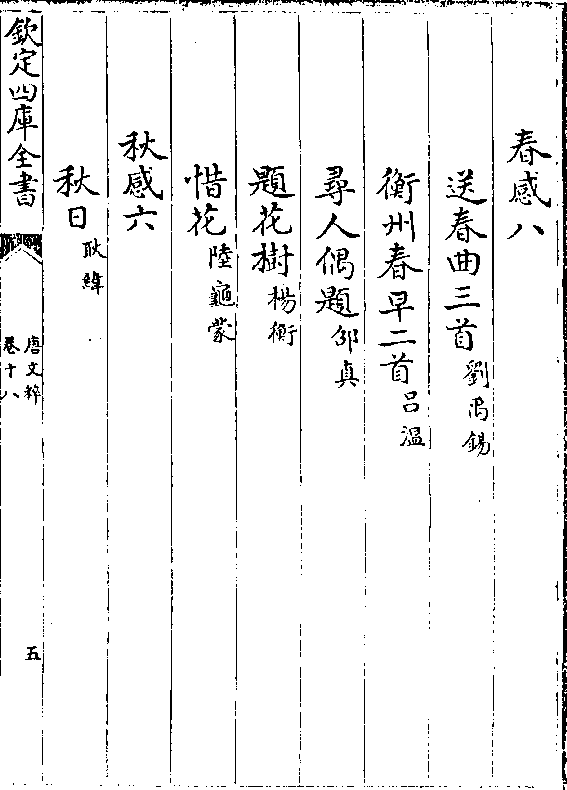 春感八
送春曲三首劉禹錫
衡州春早二首吕溫
尋人偶題邵真
題花樹楊衡
惜花陸龜蒙
秋感六
秋日耿緯
欽定四庫全書
唐文粹
卷十八
五